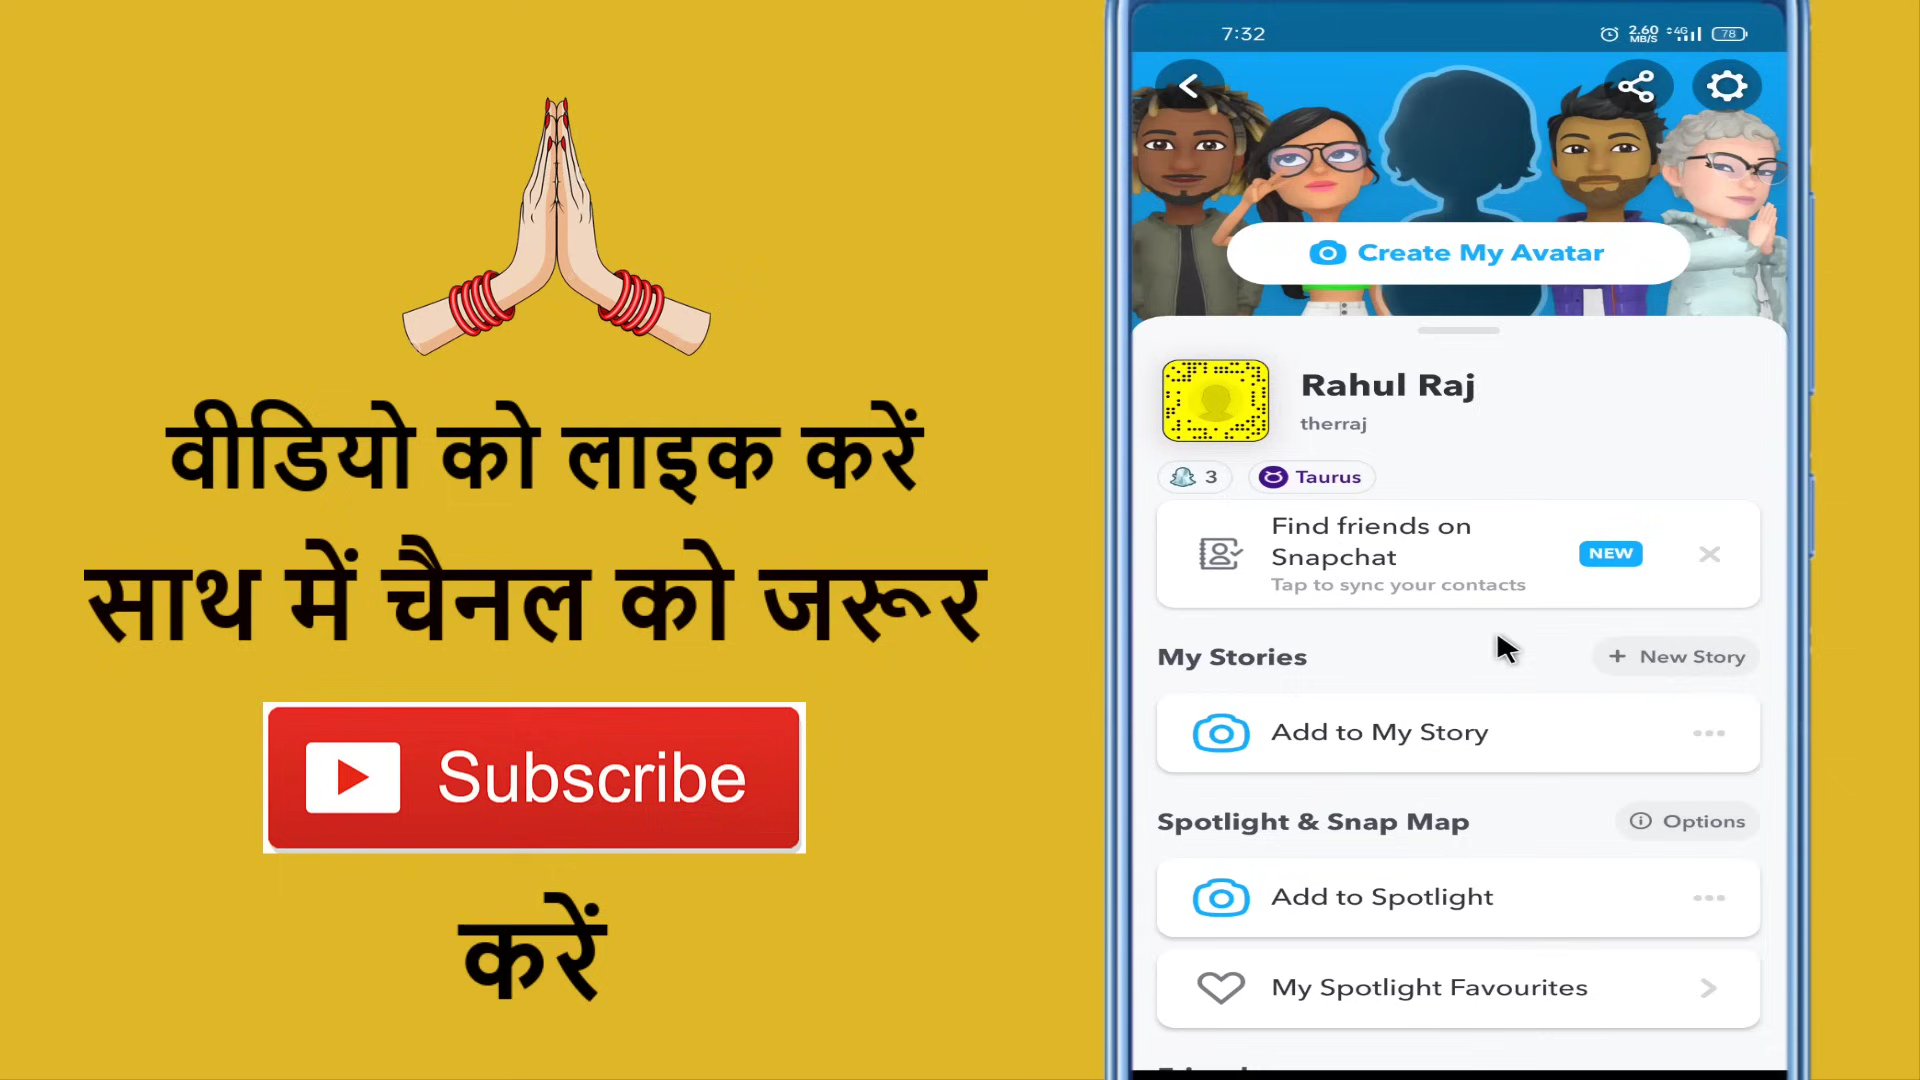 वीडियो को लाइक करें
साथ में चैनल को जरूर
Subscribe
करें
7:32
2.60 MB/S 4G 78
Create My Avatar
Rahul Raj
therraj
3 Taurus
Find friends on
Snapchat
NEW
Tap to sync your contacts
My Stories
+ New Story
Add to My Story
Spotlight & Snap Map
Options
Add to Spotlight
My Spotlight Favourites